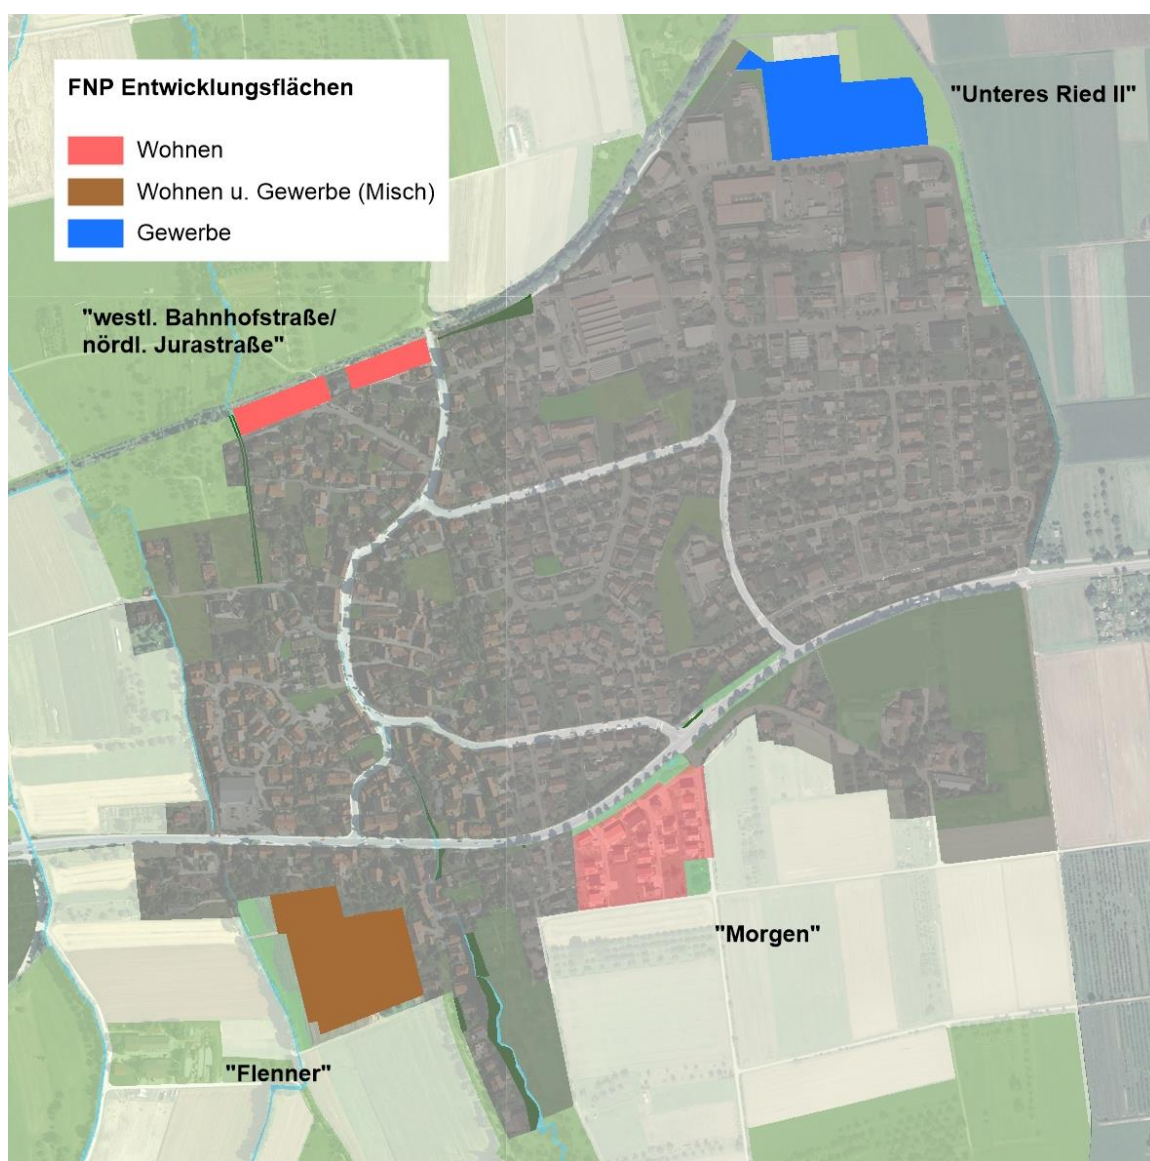 FNP Entwicklungsflächen
Wohnen
Wohnen u. Gewerbe (Misch)
Gewerbe
"Unteres Ried II"
"westl. Bahnhofstraße/
nördl. Jurastraße"
"Morgen"
"Flenner"